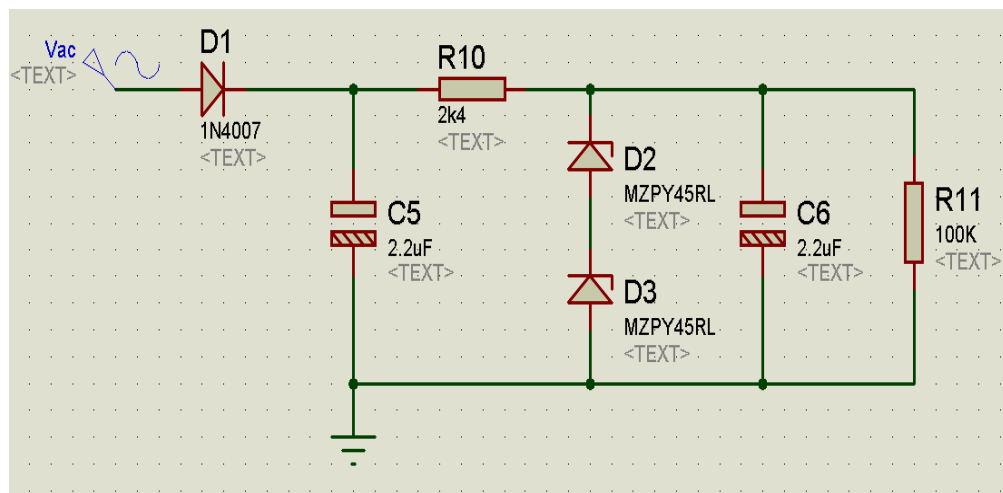 Vac
<TEXT>
D1
1N4007
<TEXT>
R10
2k4
<TEXT>
C5
2.2uF
<TEXT>
D2
MZPY45RL
<TEXT>
D3
MZPY45RL
<TEXT>
C6
2.2uF
<TEXT>
R11
100K
<TEXT>